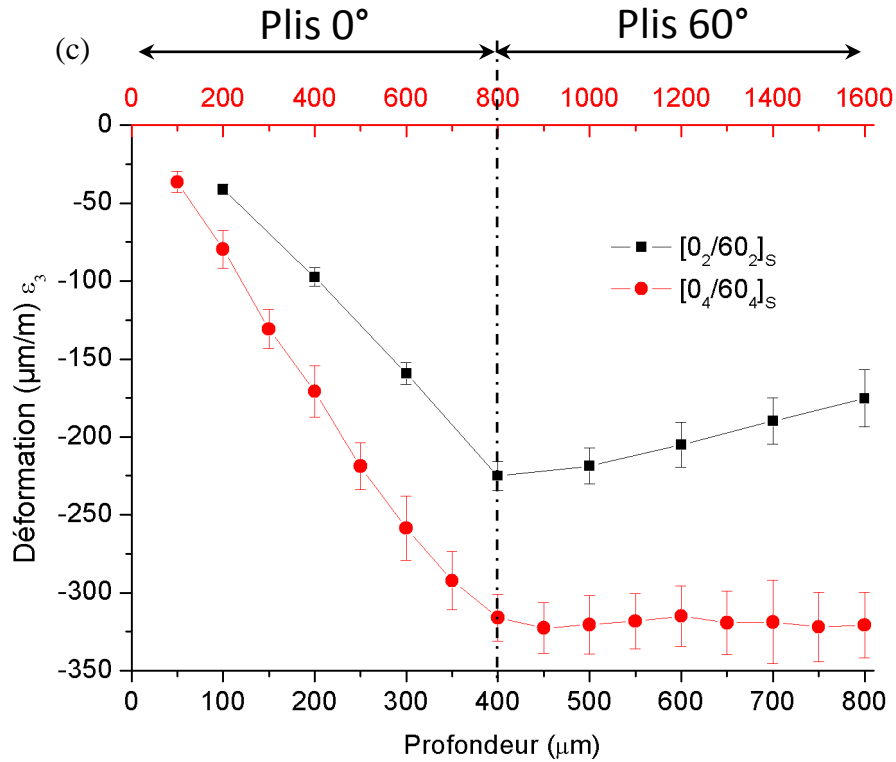 Plis 0° Plis 60°
(c)
0 200 400 600 800 1000 1200 1400 1600
0
-50
-100
-150
-200
-250
-300
-350
Déformation (μm/m) ε₃
[0₂/60₂]S
[0₄/60₄]S
0 100 200 300 400 500 600 700 800
Profondeur (μm)